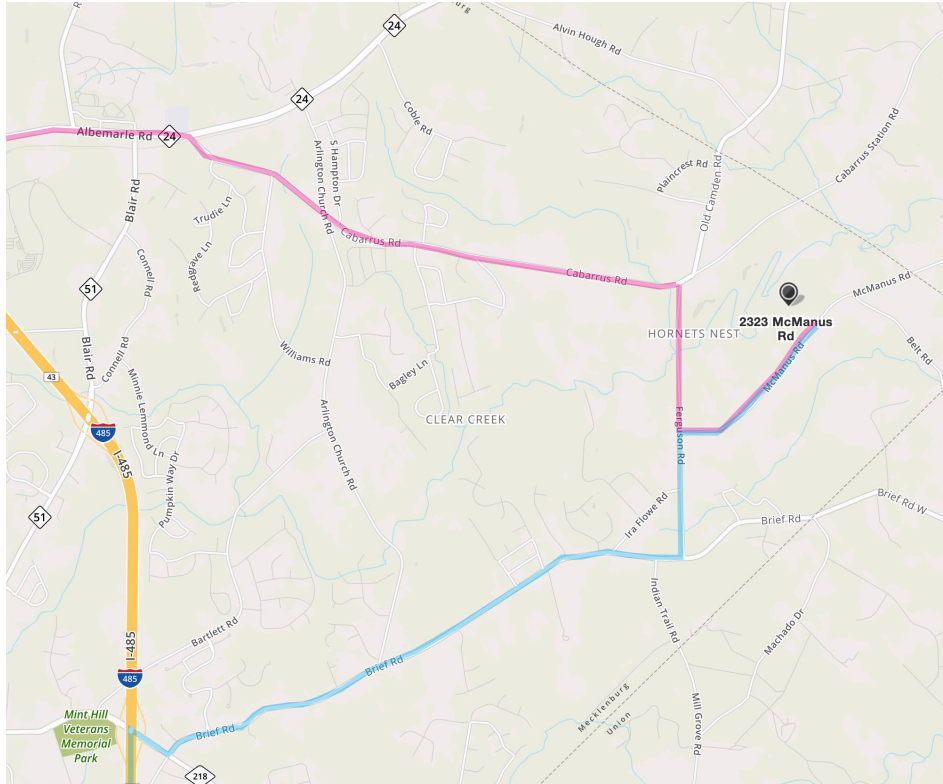 24
Alvin Hough Rd
24
Albemarle Rd
24
Coble Rd
S Hampton Dr
Arlington Church Rd
Cabarrus Station Rd
Plaincrest Rd
Old Camden Rd
Blair Rd
Trudie Ln
Cabarrus Rd
Connell Rd
Redgrave Ln
Cabarrus Rd
McManus Rd
51
2323 McManus
Rd
HORNETS NEST
Blair Rd
Connell Rd
Williams Rd
Belt Rd
McManus Rd
43
Bagley Ln
Minnie Lemmond Ln
Arlington Church Rd
CLEAR CREEK
Ferguson Rd
485
I-485
Pumpkin Way Dr
51
Ira Flowe Rd
Brief Rd
Brief Rd W
Indian Trail Rd
Machado Dr
Bartlett Rd
I-485
485
Brief Rd
Mecklenburg
Union
Mill Grove Rd
Mint Hill
Veterans
Memorial
Park
Brief Rd
218